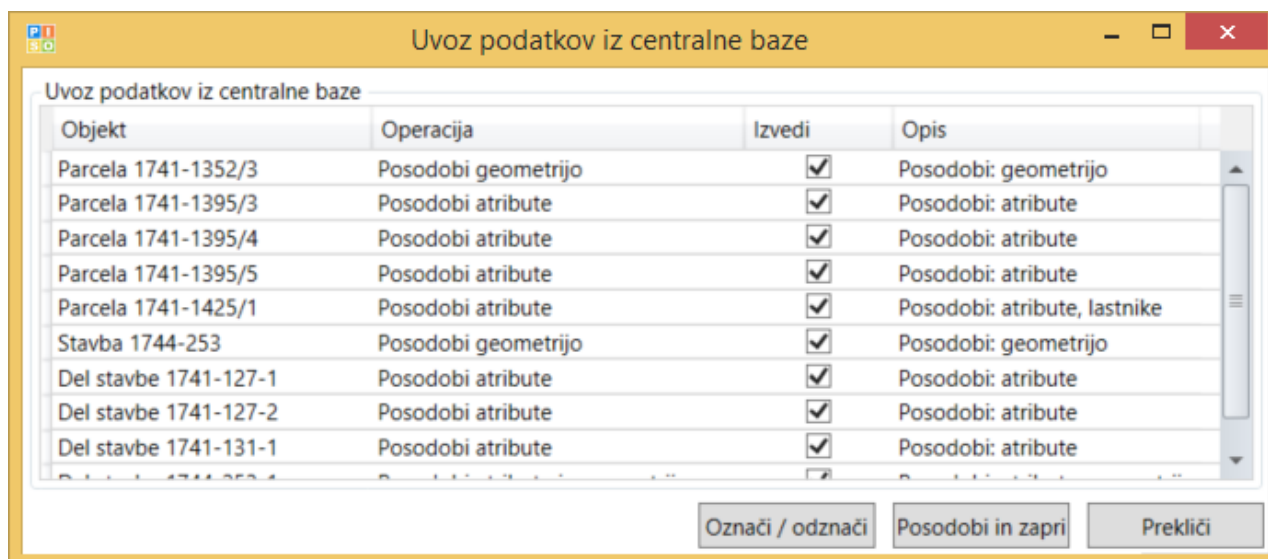 PI
SO
Uvoz podatkov iz centralne baze
Uvoz podatkov iz centralne baze
Objekt Operacija Izvedi Opis
Parcela 1741-1352/3 Posodobi geometrijo Posodobi: geometrijo
Parcela 1741-1395/3 Posodobi atribute Posodobi: atribute
Parcela 1741-1395/4 Posodobi atribute Posodobi: atribute
Parcela 1741-1395/5 Posodobi atribute Posodobi: atribute
Parcela 1741-1425/1 Posodobi atribute Posodobi: atribute, lastnike
Stavba 1744-253 Posodobi geometrijo Posodobi: geometrijo
Del stavbe 1741-127-1 Posodobi atribute Posodobi: atribute
Del stavbe 1741-127-2 Posodobi atribute Posodobi: atribute
Del stavbe 1741-131-1 Posodobi atribute Posodobi: atribute
Označi / odznači Posodobi in zapri Prekliči